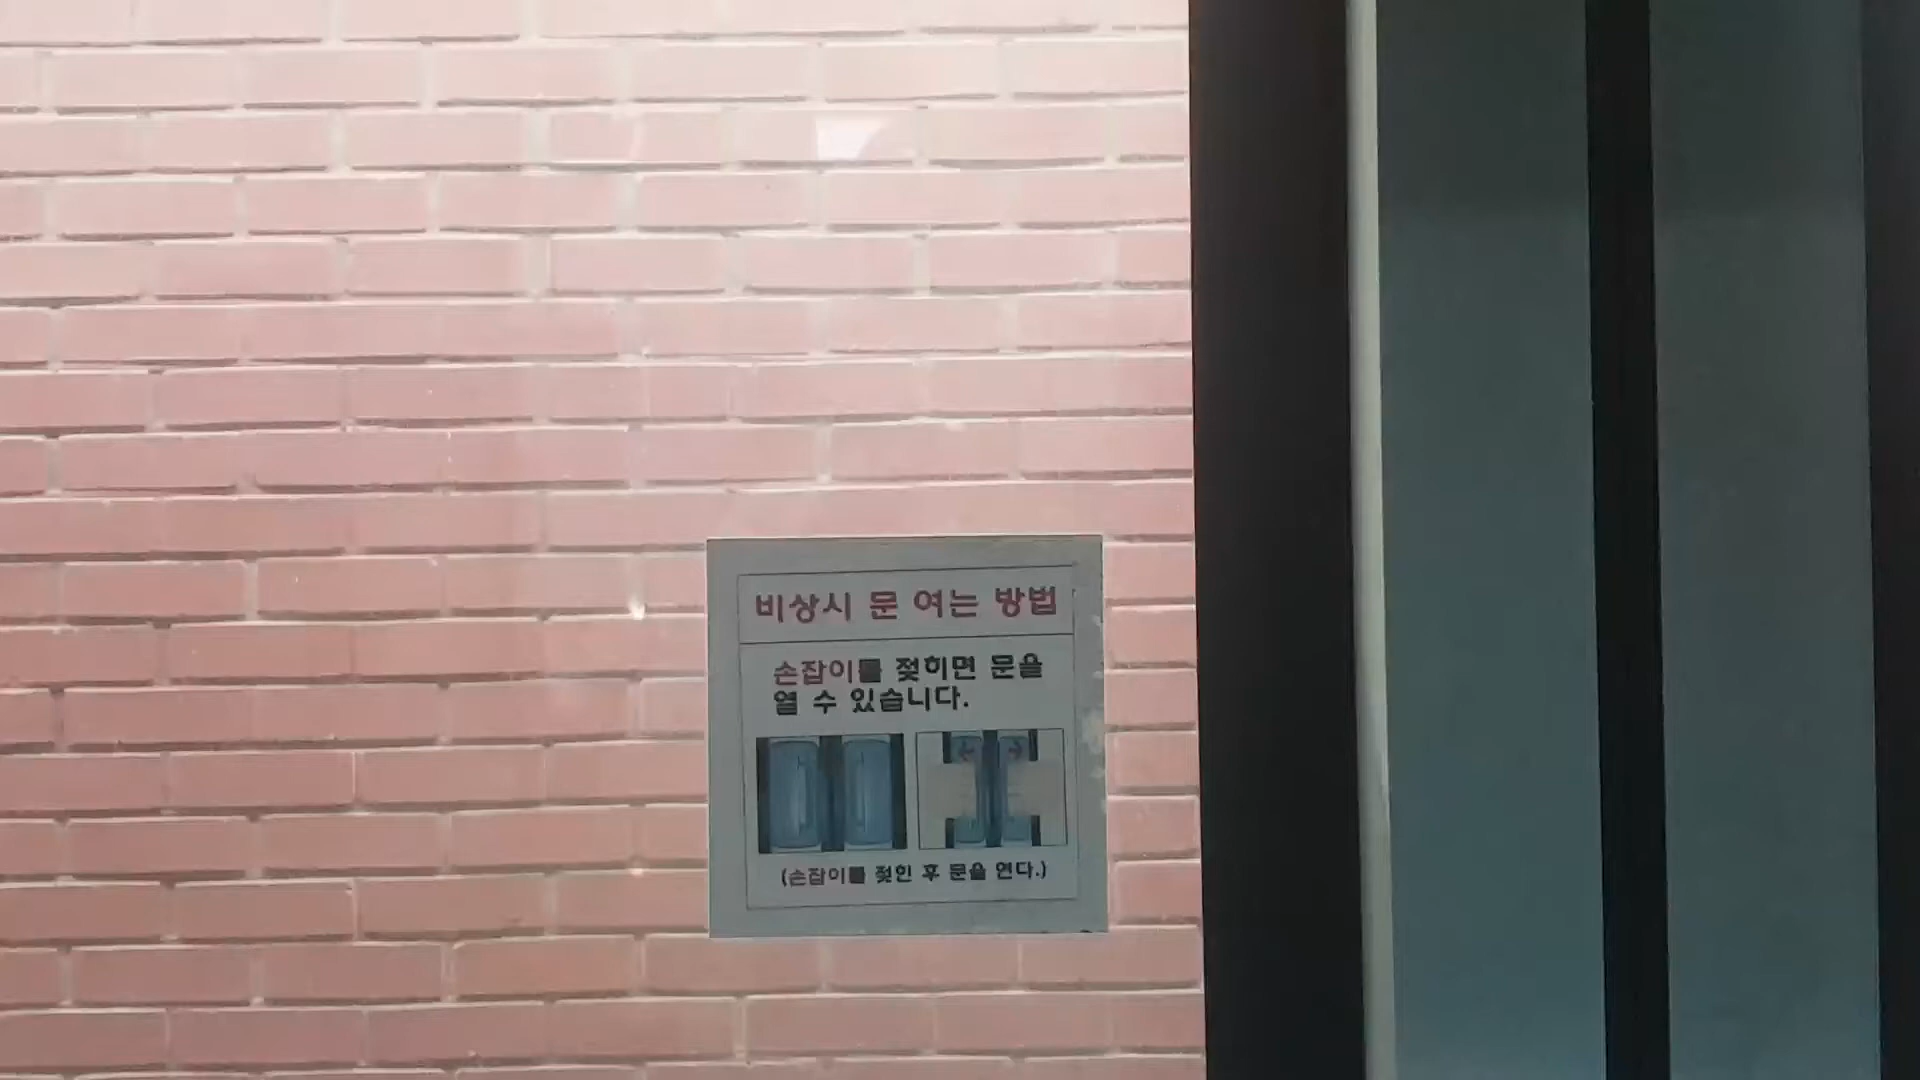 비상시 문 여는 방법
손잡이를 젖히면 문을
열 수 있습니다.
(손잡이를 젖힌 후 문을 연다.)